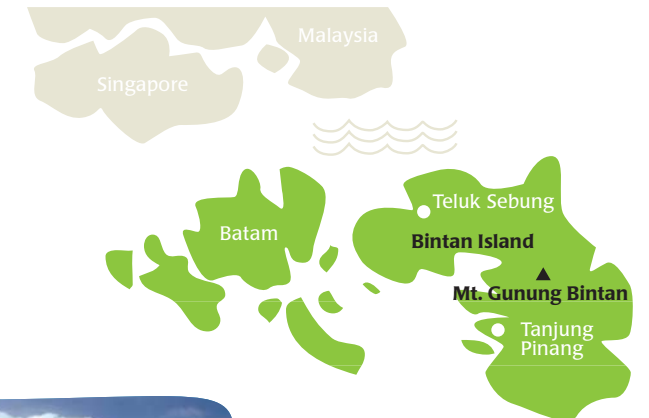 Malaysia
Singapore
Teluk Sebung
Batam
Bintan Island
Mt. Gunung Bintan
Tanjung
Pinang